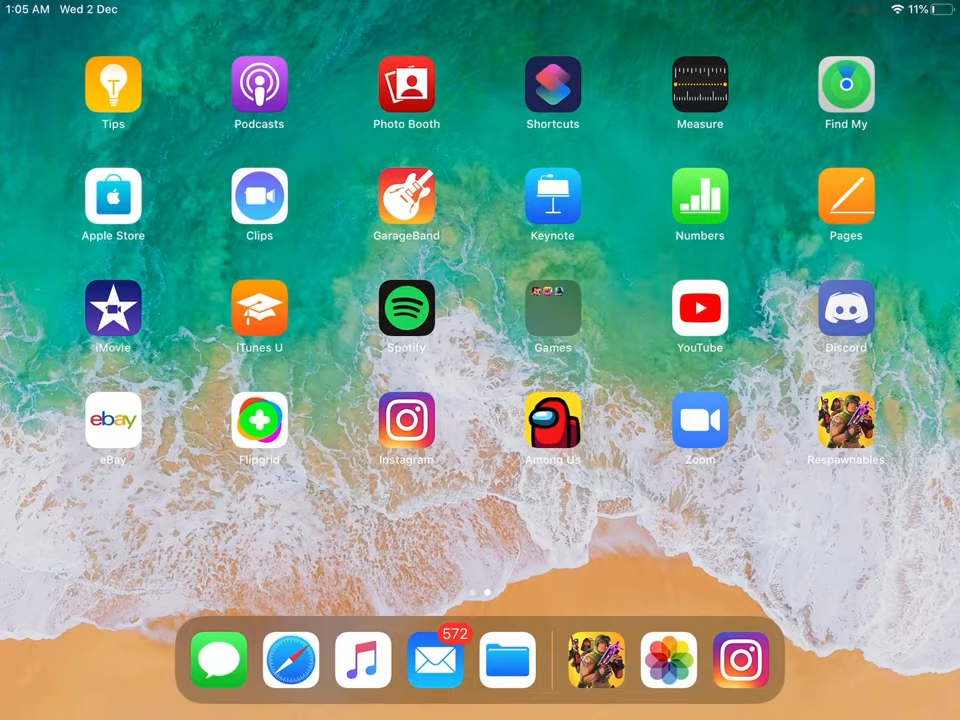 1:05 AM Wed 2 Dec 11%
Tips Podcasts Photo Booth Shortcuts Measure Find My
Apple Store Clips GarageBand Keynote Numbers Pages
iMovie iTunes U Spotify Games YouTube Discord
ebay
eBay Flipgrid Instagram Among Us Zoom Respawnables
572